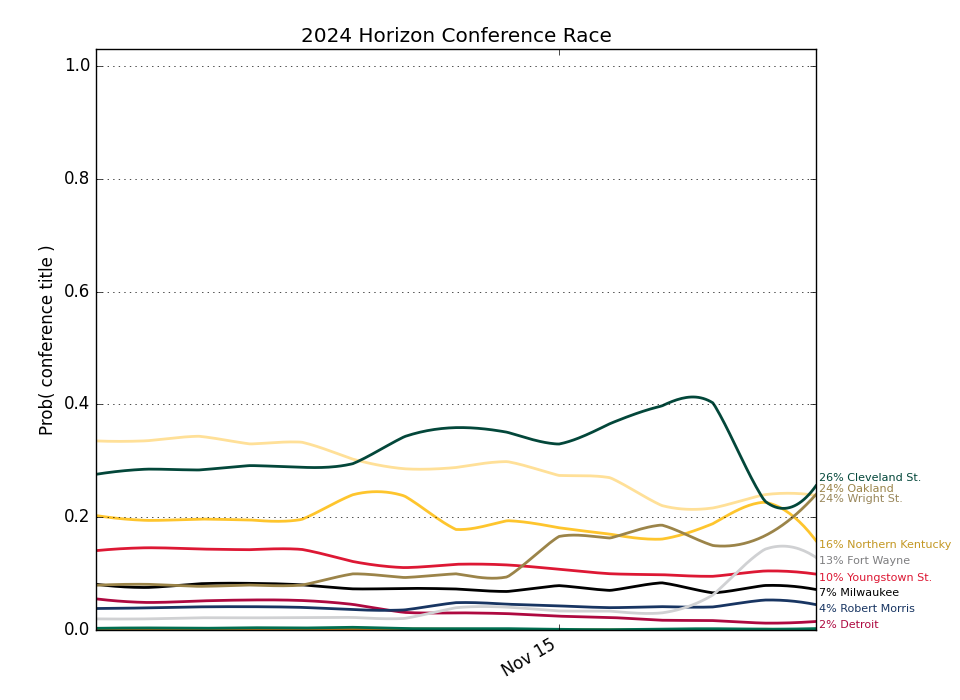 2024 Horizon Conference Race
Prob( conference title )
1.0
0.8
0.6
0.4
0.2
0.0
Nov 15
26% Cleveland St.
24% Oakland
24% Wright St.
16% Northern Kentucky
13% Fort Wayne
10% Youngstown St.
7% Milwaukee
4% Robert Morris
2% Detroit